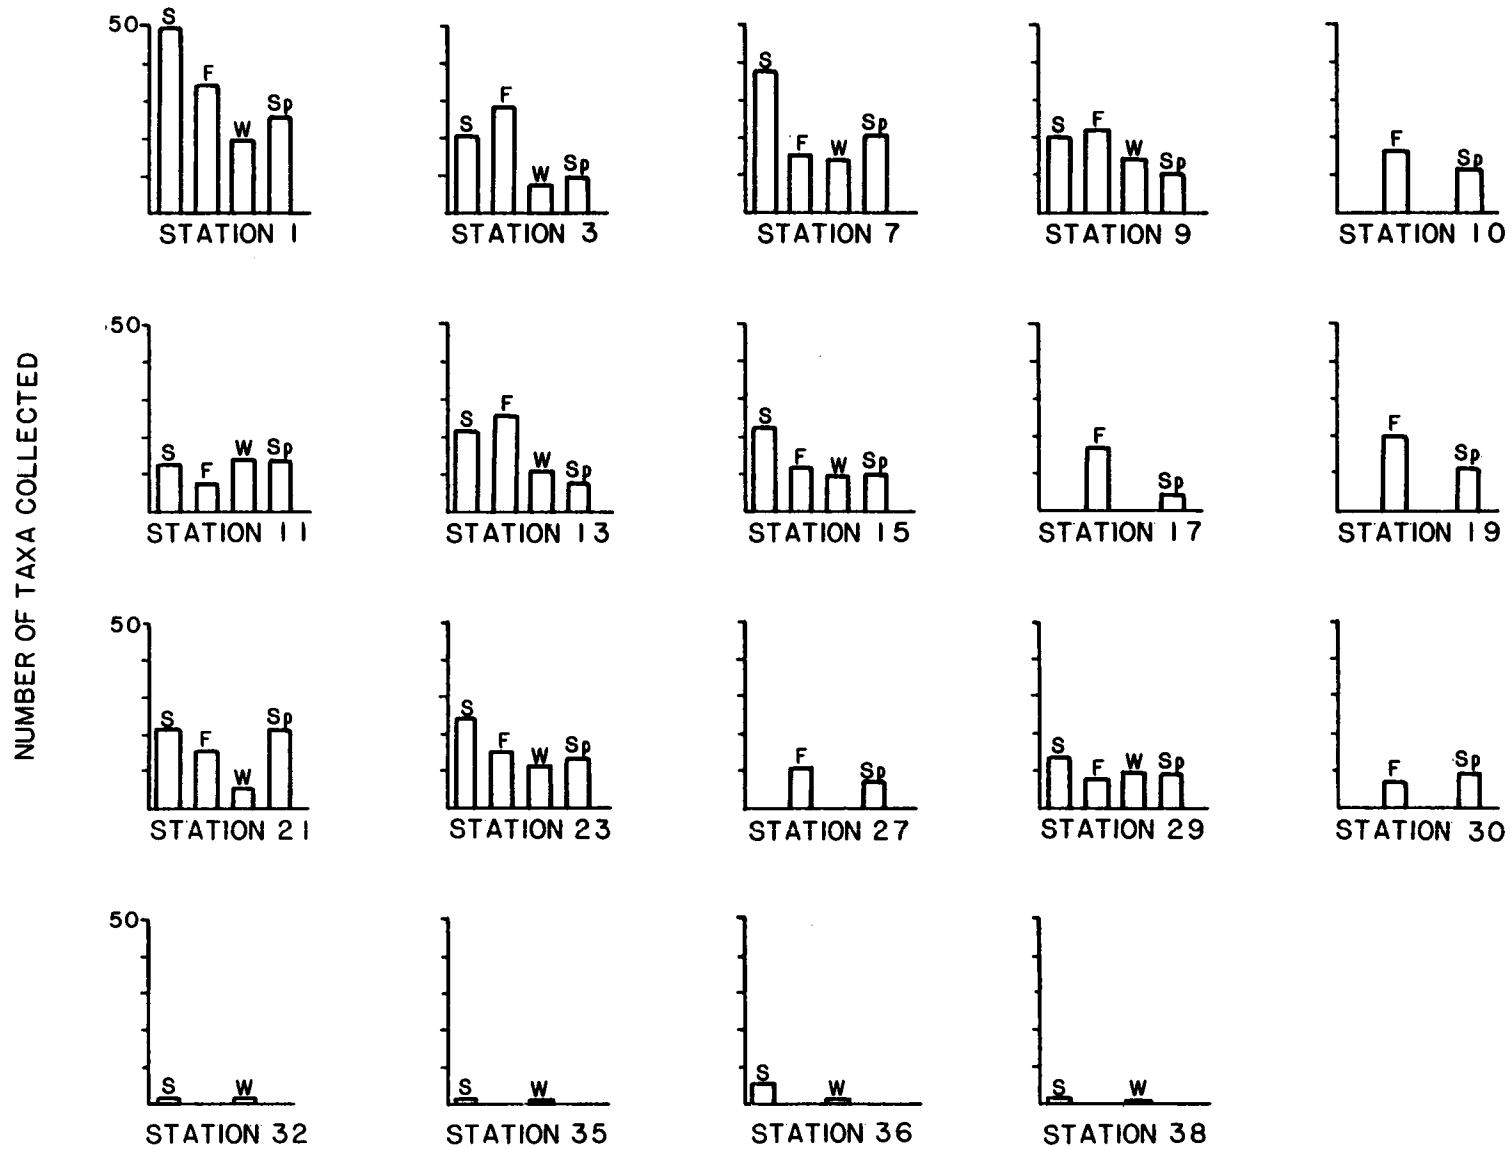 NUMBER OF TAXA COLLECTED
50
S F W Sp
STATION 1
S F W Sp
STATION 3
S F W Sp
STATION 7
S F W Sp
STATION 9
F Sp
STATION 10
50
S F W Sp
STATION 11
S F W Sp
STATION 13
S F W Sp
STATION 15
F Sp
STATION 17
F Sp
STATION 19
50
S F W Sp
STATION 21
S F W Sp
STATION 23
F Sp
STATION 27
S F W Sp
STATION 29
F Sp
STATION 30
50
S W
STATION 32
S W
STATION 35
S W
STATION 36
S W
STATION 38